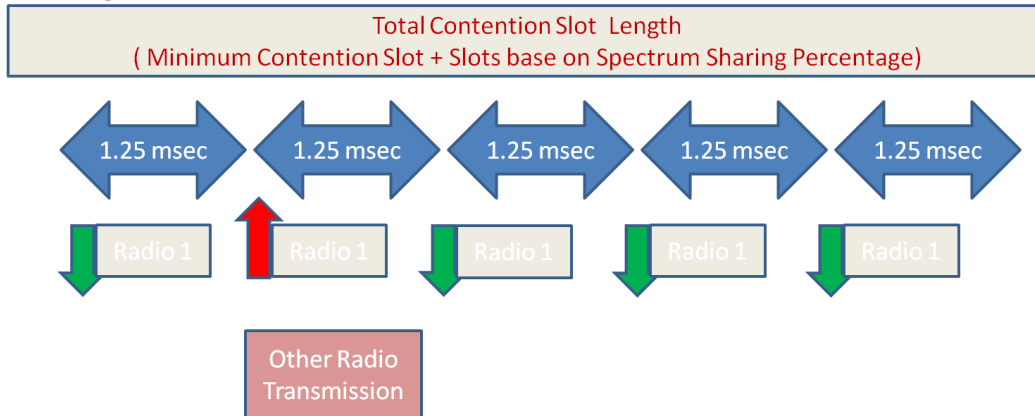 Total Contention Slot Length
( Minimum Contention Slot + Slots base on Spectrum Sharing Percentage)
1.25 msec 1.25 msec 1.25 msec 1.25 msec 1.25 msec
Radio 1 Radio 1 Radio 1 Radio 1 Radio 1
Other Radio
Transmission